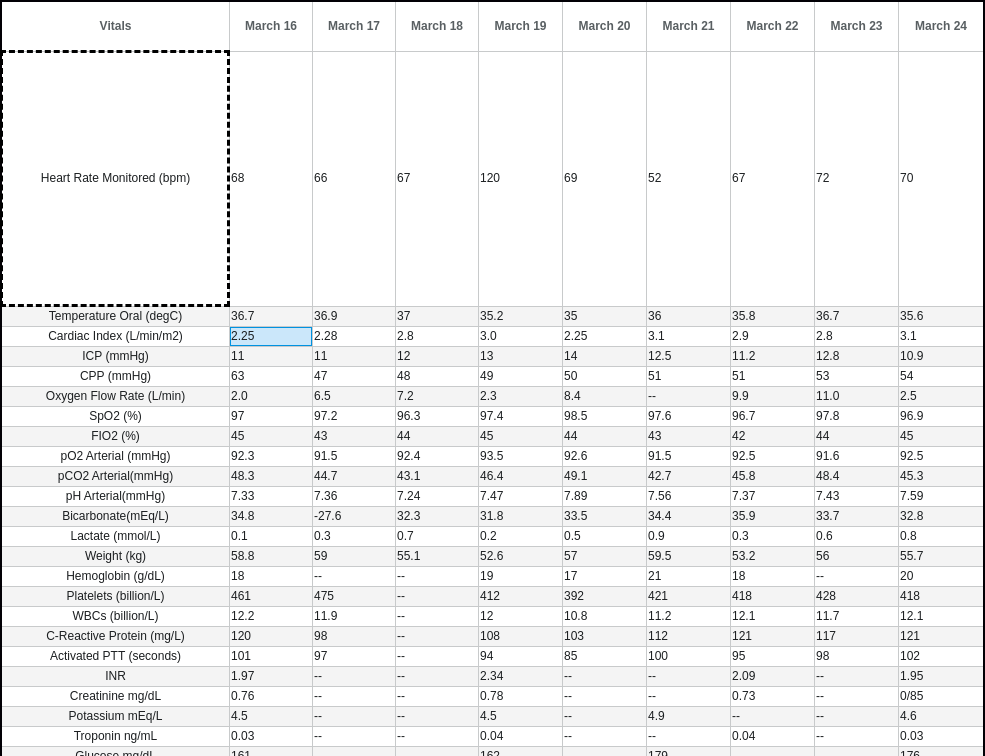 Vitals March 16 March 17 March 18 March 19 March 20 March 21 March 22 March 23 March 24
Heart Rate Monitored (bpm) 68 66 67 120 69 52 67 72 70
Temperature Oral (degC) 36.7 36.9 37 35.2 35 36 35.8 36.7 35.6
Cardiac Index (L/min/m2) 2.25 2.28 2.8 3.0 2.25 3.1 2.9 2.8 3.1
ICP (mmHg) 11 11 12 13 14 12.5 11.2 12.8 10.9
CPP (mmHg) 63 47 48 49 50 51 51 53 54
Oxygen Flow Rate (L/min) 2.0 6.5 7.2 2.3 8.4 -- 9.9 11.0 2.5
SpO2 (%) 97 97.2 96.3 97.4 98.5 97.6 96.7 97.8 96.9
FIO2 (%) 45 43 44 45 44 43 42 44 45
pO2 Arterial (mmHg) 92.3 91.5 92.4 93.5 92.6 91.5 92.5 91.6 92.5
pCO2 Arterial(mmHg) 48.3 44.7 43.1 46.4 49.1 42.7 45.8 48.4 45.3
pH Arterial(mmHg) 7.33 7.36 7.24 7.47 7.89 7.56 7.37 7.43 7.59
Bicarbonate(mEq/L) 34.8 -27.6 32.3 31.8 33.5 34.4 35.9 33.7 32.8
Lactate (mmol/L) 0.1 0.3 0.7 0.2 0.5 0.9 0.3 0.6 0.8
Weight (kg) 58.8 59 55.1 52.6 57 59.5 53.2 56 55.7
Hemoglobin (g/dL) 18 -- -- 19 17 21 18 -- 20
Platelets (billion/L) 461 475 -- 412 392 421 418 428 418
WBCs (billion/L) 12.2 11.9 -- 12 10.8 11.2 12.1 11.7 12.1
C-Reactive Protein (mg/L) 120 98 -- 108 103 112 121 117 121
Activated PTT (seconds) 101 97 -- 94 85 100 95 98 102
INR 1.97 -- -- 2.34 -- -- 2.09 -- 1.95
Creatinine mg/dL 0.76 -- -- 0.78 -- -- 0.73 -- 0/85
Potassium mEq/L 4.5 -- -- 4.5 -- 4.9 -- -- 4.6
Troponin ng/mL 0.03 -- -- 0.04 -- -- 0.04 -- 0.03
Glucose mg/dL 161 162 179 176